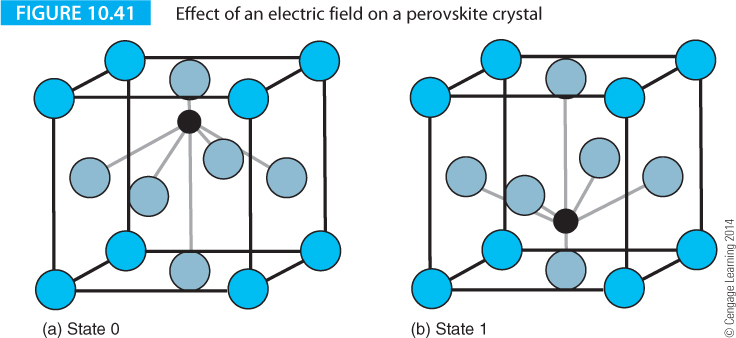 FIGURE 10.41 Effect of an electric field on a perovskite crystal
(a) State 0
(b) State 1
© Cengage Learning 2014